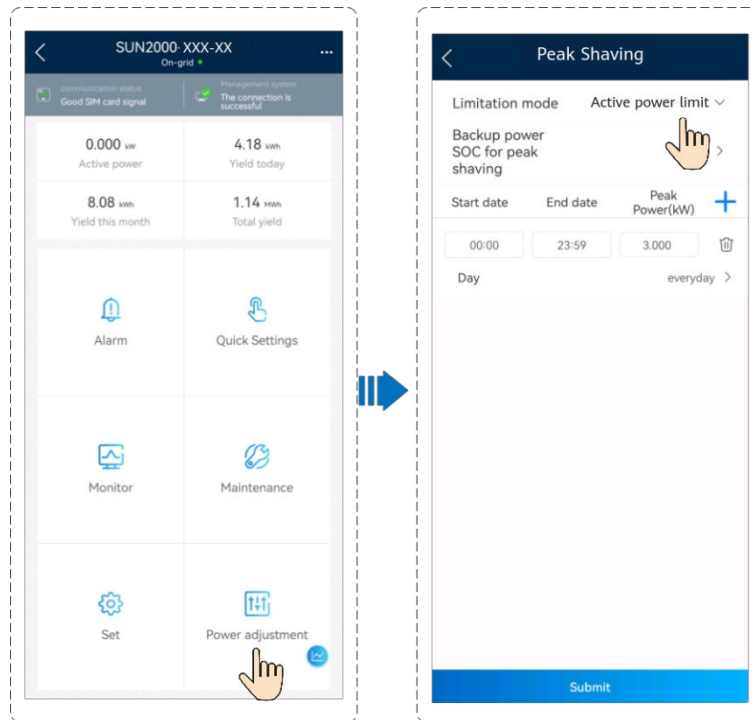 SUN2000- XXX-XX
On-grid
communication status
Good SIM card signal
Management system
The connection is
successful
0.000 kW
Active power
4.18 kWh
Yield today
8.08 kWh
Yield this month
1.14 MWh
Total yield
Alarm
Quick Settings
Monitor
Maintenance
Set
Power adjustment
Peak Shaving
Limitation mode Active power limit
Backup power
SOC for peak
shaving
Start date End date Peak
Power(kW)
00:00 23:59 3.000
Day everyday
Submit